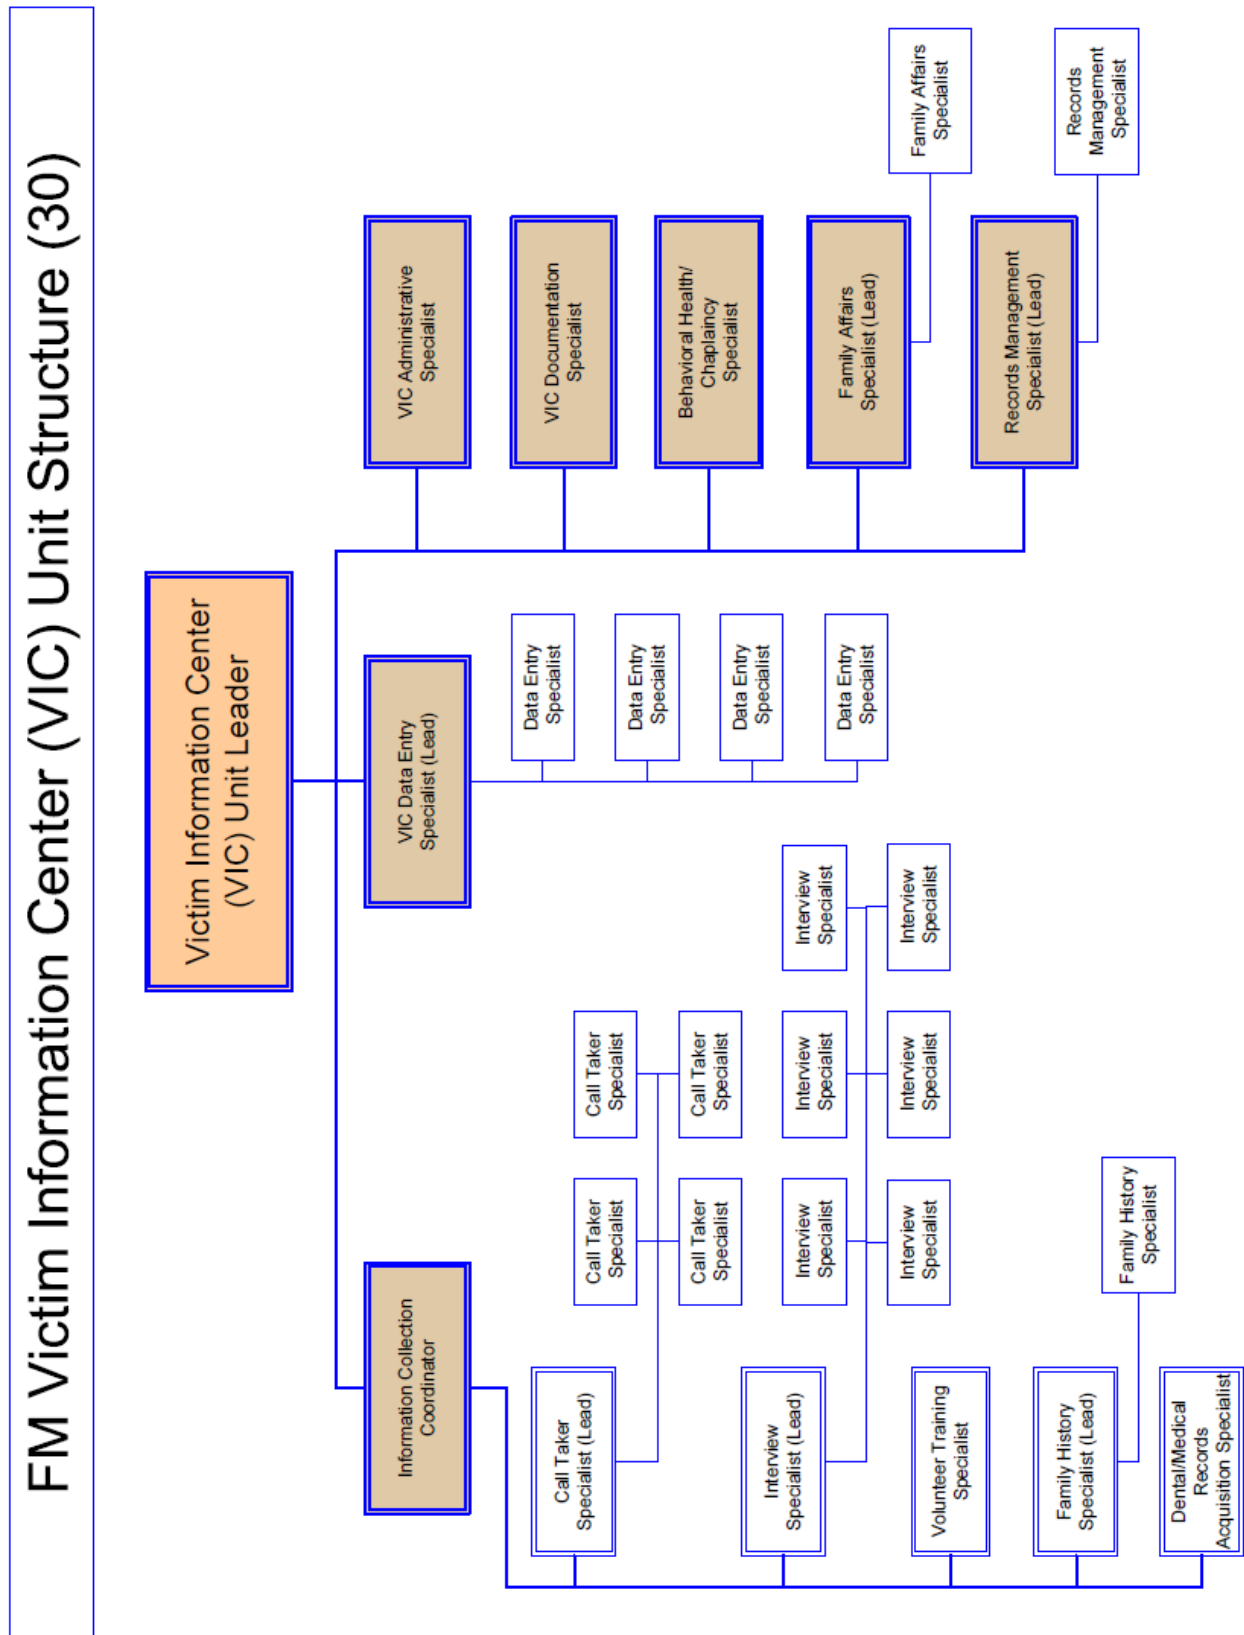 FM Victim Information Center (VIC) Unit Structure (30)
Victim Information Center
(VIC) Unit Leader
Information Collection
Coordinator
VIC Data Entry
Specialist (Lead)
VIC Administrative
Specialist
VIC Documentation
Specialist
Behavioral Health/
Chaplaincy
Specialist
Family Affairs
Specialist (Lead)
Family Affairs
Specialist
Records Management
Specialist (Lead)
Records
Management
Specialist
Data Entry
Specialist
Data Entry
Specialist
Data Entry
Specialist
Data Entry
Specialist
Call Taker
Specialist (Lead)
Call Taker
Specialist
Call Taker
Specialist
Call Taker
Specialist
Call Taker
Specialist
Interview
Specialist (Lead)
Interview
Specialist
Interview
Specialist
Interview
Specialist
Interview
Specialist
Interview
Specialist
Interview
Specialist
Volunteer Training
Specialist
Family History
Specialist (Lead)
Family History
Specialist
Dental/Medical
Records
Acquisition Specialist